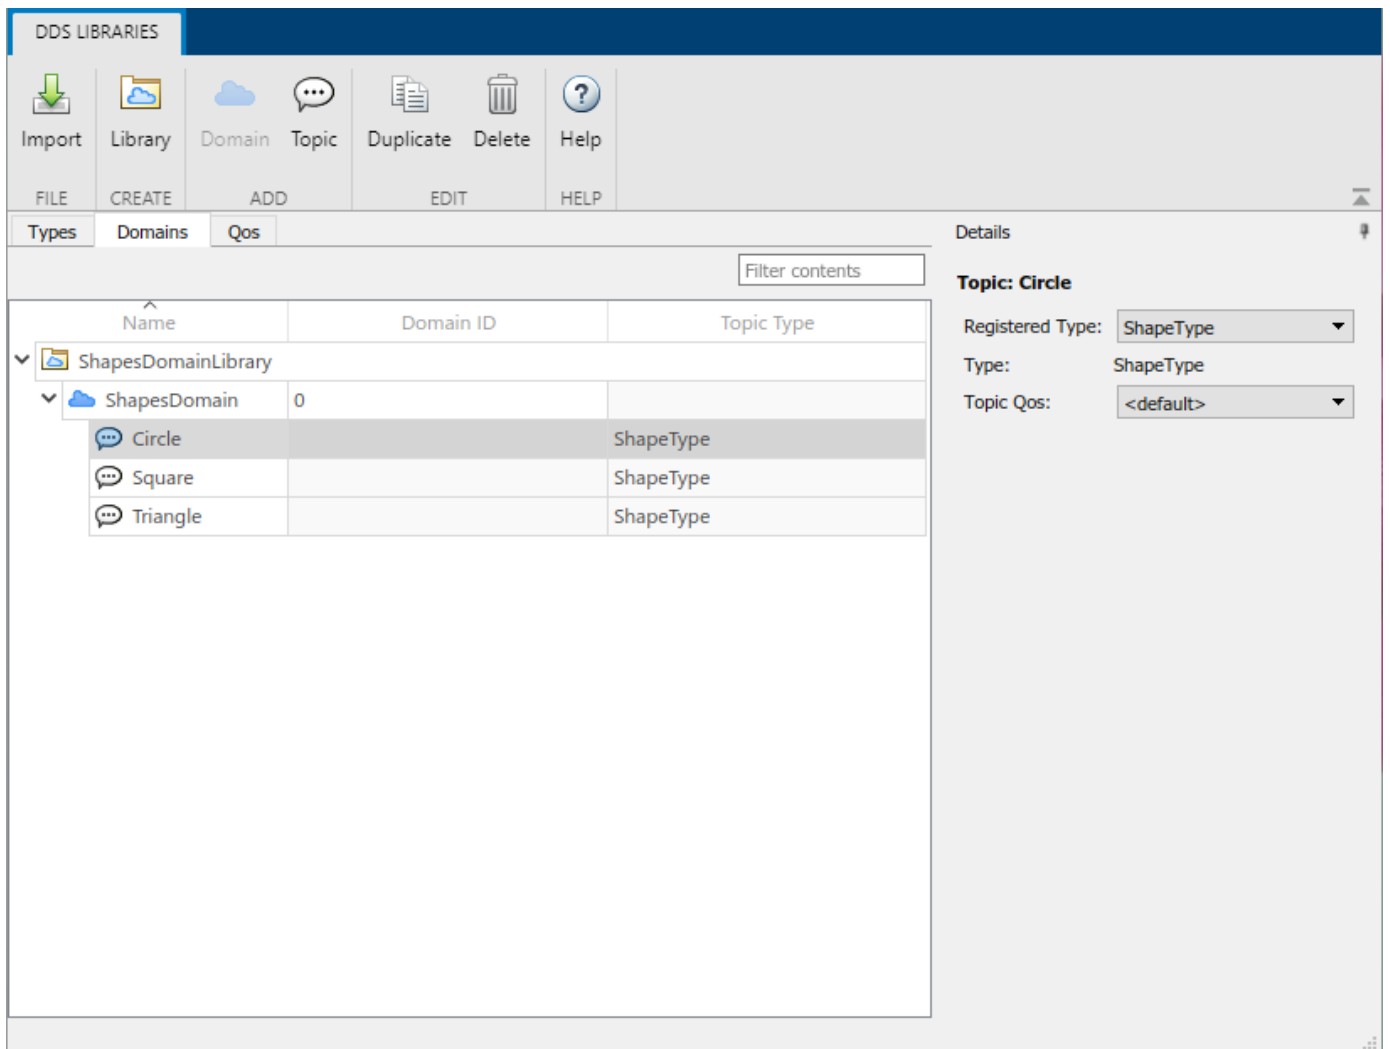 DDS LIBRARIES
Import Library Domain Topic Duplicate Delete Help
FILE CREATE ADD EDIT HELP
Types Domains Qos
Details
Filter contents
Topic: Circle
Name Domain ID Topic Type
Registered Type: ShapeType
ShapesDomainLibrary
Type: ShapeType
ShapesDomain 0
Topic Qos: <default>
Circle ShapeType
Square ShapeType
Triangle ShapeType